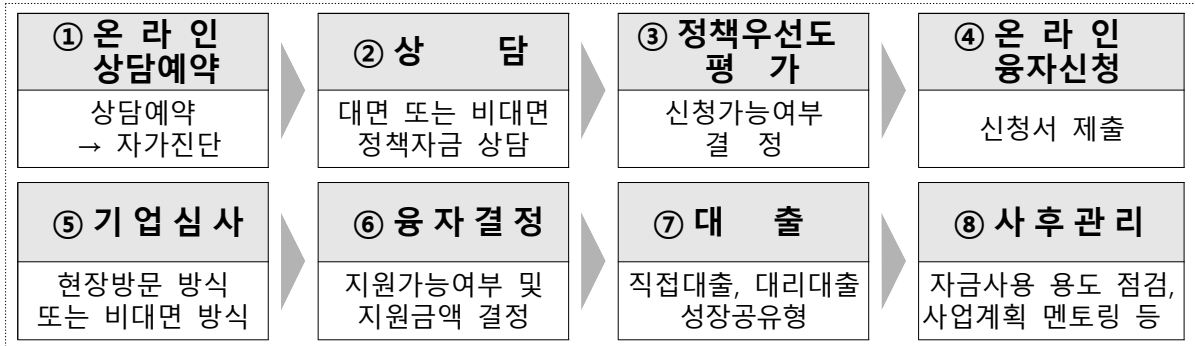 ① 온 라 인
상담예약
상담예약
→ 자가진단
② 상 담
대면 또는 비대면
정책자금 상담
③ 정책우선도
평 가
신청가능여부
결 정
④ 온 라 인
융자신청
신청서 제출
⑤ 기 업 심 사
현장방문 방식
또는 비대면 방식
⑥ 융 자 결 정
지원가능여부 및
지원금액 결정
⑦ 대 출
직접대출, 대리대출
성장공유형
⑧ 사 후 관 리
자금사용 용도 점검,
사업계획 멘토링 등